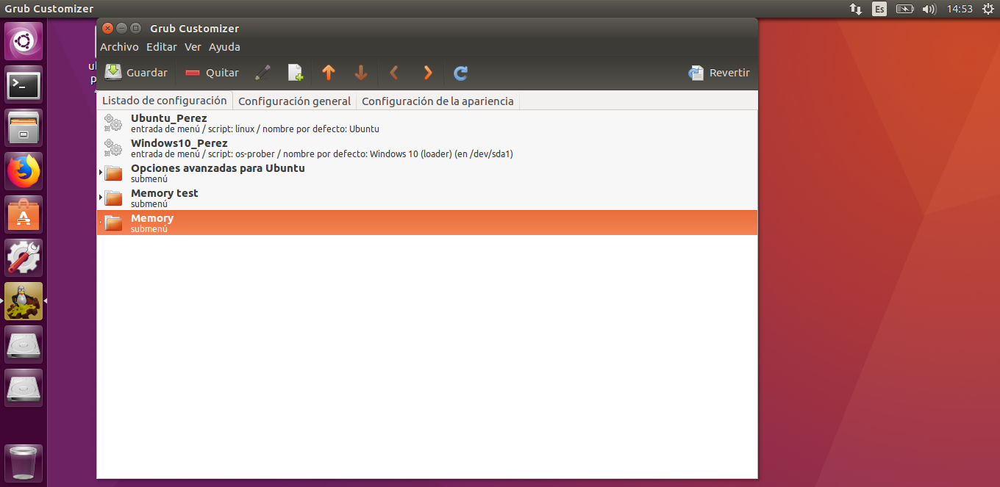 Grub Customizer
Es
14:53
Grub Customizer
Archivo Editar Ver Ayuda
Guardar Quitar Revertir
Listado de configuración Configuración general Configuración de la apariencia
Ubuntu_Perez
entrada de menú / script: linux / nombre por defecto: Ubuntu
Windows10_Perez
entrada de menú / script: os-prober / nombre por defecto: Windows 10 (loader) (en /dev/sda1)
Opciones avanzadas para Ubuntu
submenú
Memory test
submenú
Memory
submenú